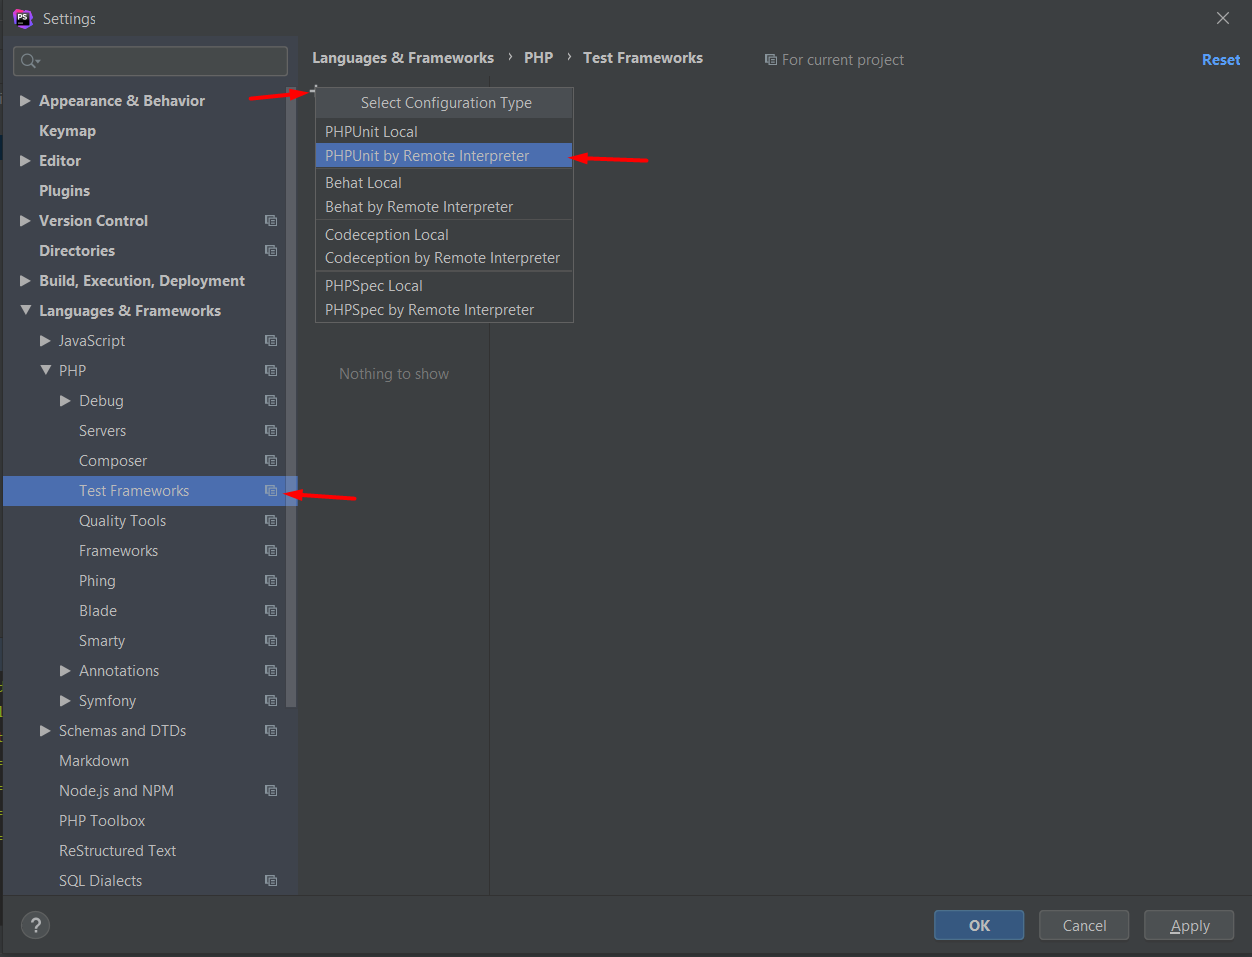 PS
Settings
Languages & Frameworks › PHP › Test Frameworks
For current project
Reset
Appearance & Behavior
Keymap
Editor
Plugins
Version Control
Directories
Build, Execution, Deployment
Languages & Frameworks
JavaScript
PHP
Debug
Servers
Composer
Test Frameworks
Quality Tools
Frameworks
Phing
Blade
Smarty
Annotations
Symfony
Schemas and DTDs
Markdown
Node.js and NPM
PHP Toolbox
ReStructured Text
SQL Dialects
Select Configuration Type
PHPUnit Local
PHPUnit by Remote Interpreter
Behat Local
Behat by Remote Interpreter
Codeception Local
Codeception by Remote Interpreter
PHPSpec Local
PHPSpec by Remote Interpreter
Nothing to show
?
OK
Cancel
Apply